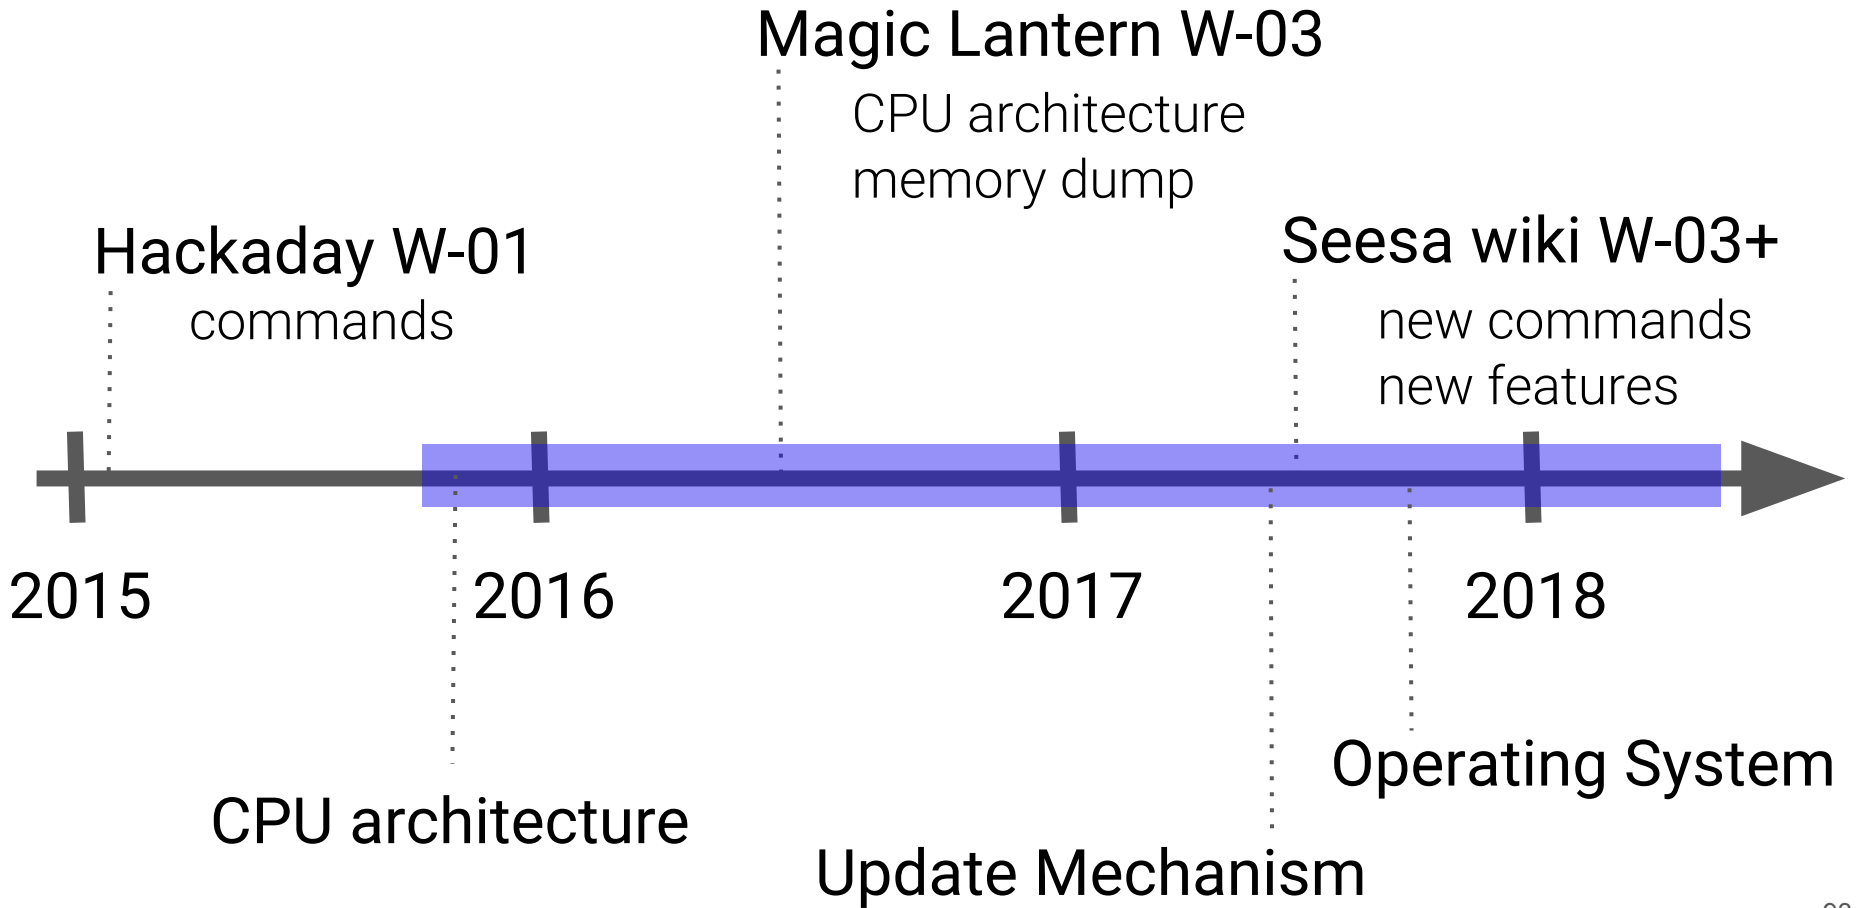 Magic Lantern W-03
CPU architecture
memory dump
Hackaday W-01
commands
Seesa wiki W-03+
new commands
new features
2015
2016
2017
2018
Operating System
CPU architecture
Update Mechanism